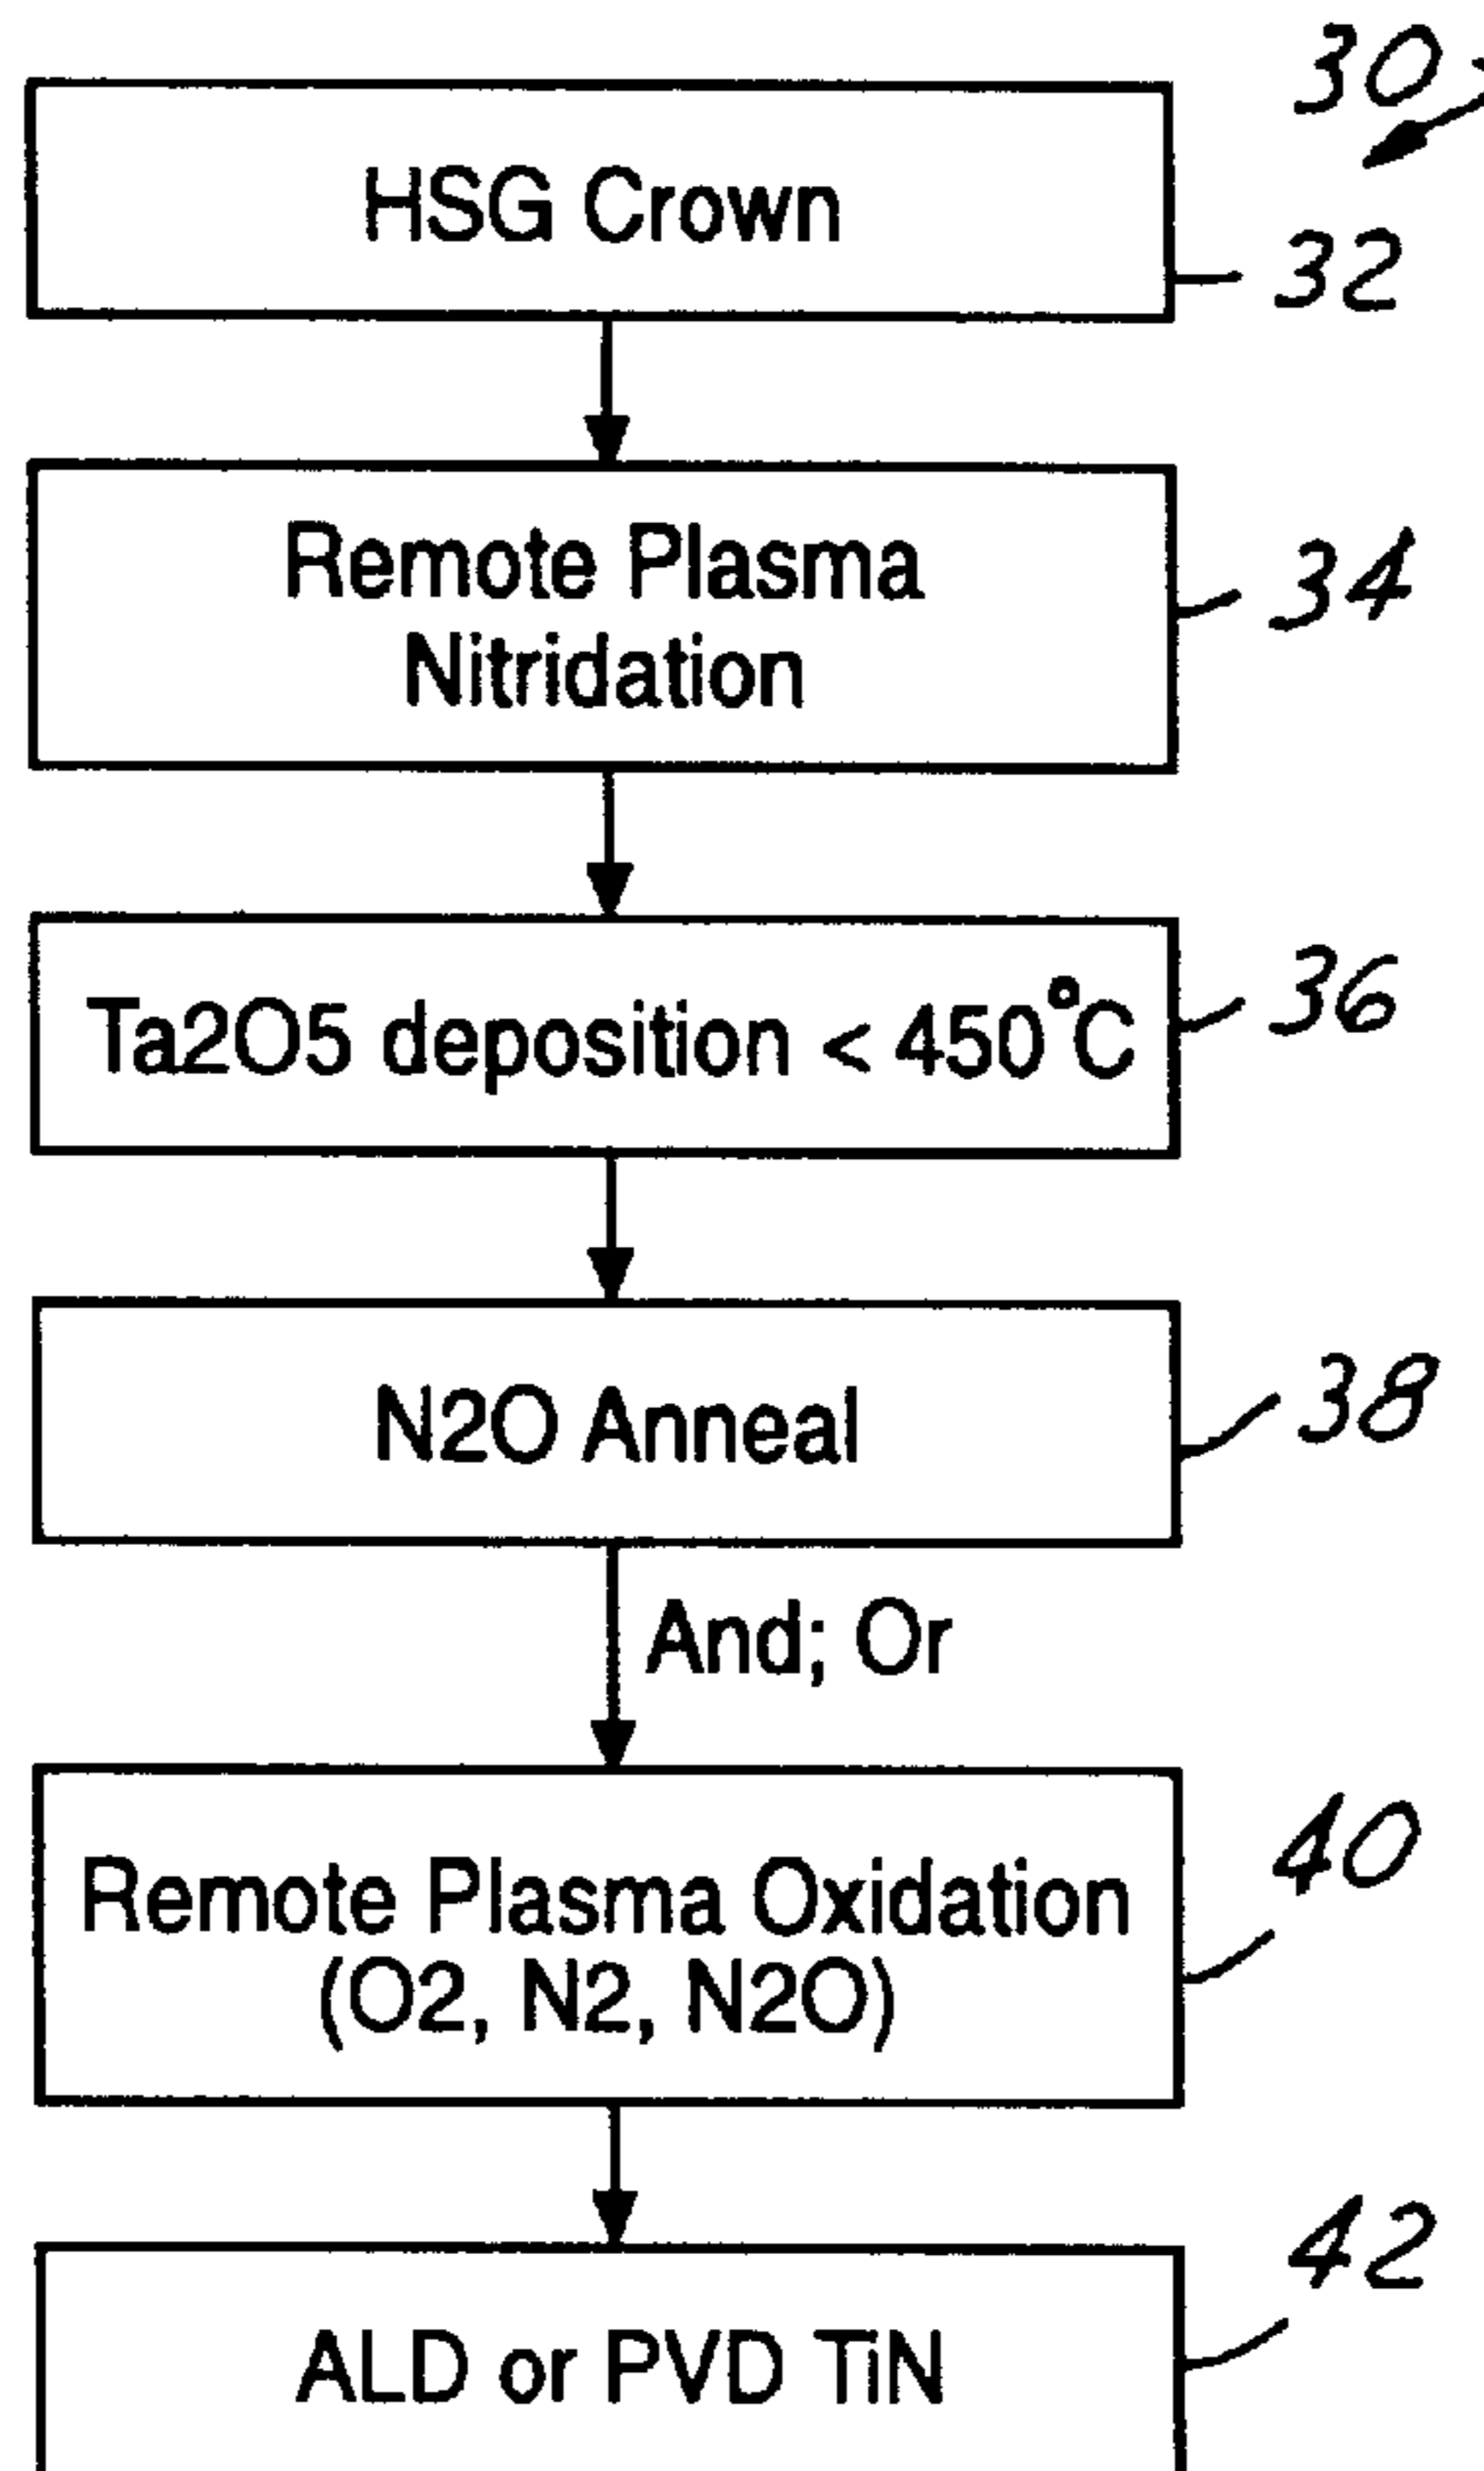 30
HSG Crown
32
Remote Plasma
Nitridation
34
Ta2O5 deposition < 450°C
36
N2O Anneal
38
And; Or
Remote Plasma Oxidation
(O2, N2, N2O)
40
ALD or PVD TiN
42